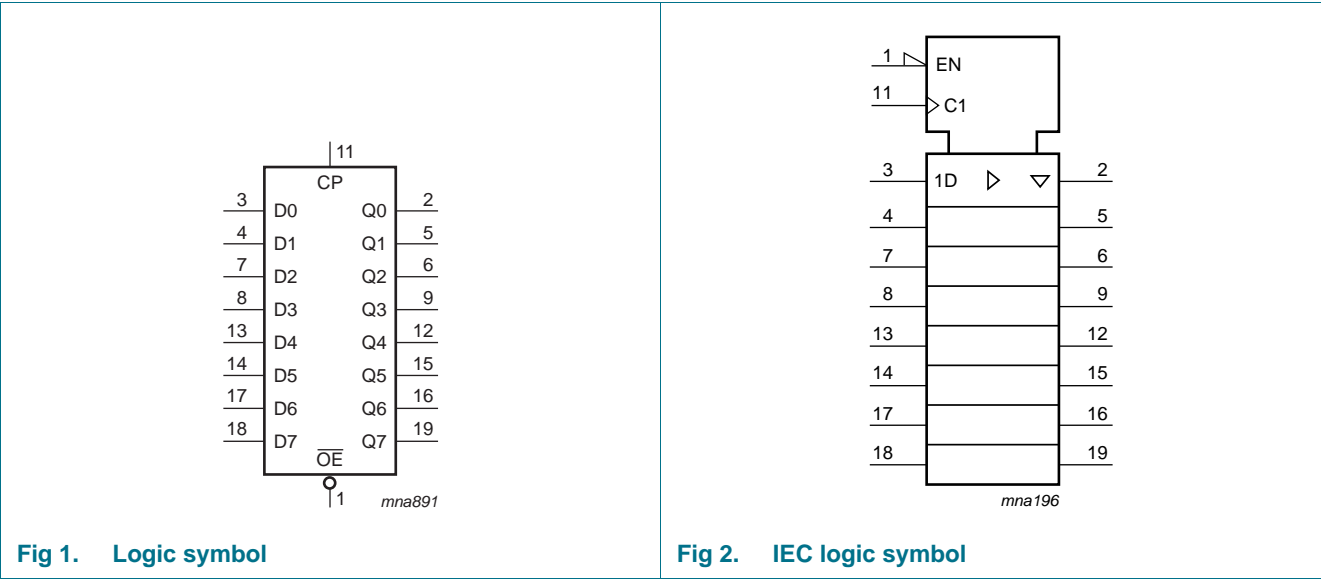 11
CP
3 D0 Q0 2
4 D1 Q1 5
7 D2 Q2 6
8 D3 Q3 9
13 D4 Q4 12
14 D5 Q5 15
17 D6 Q6 16
18 D7 Q7 19
O̅E̅
1
mna891
Fig 1. Logic symbol
1 EN
11 C1
3 1D 2
4 5
7 6
8 9
13 12
14 15
17 16
18 19
mna196
Fig 2. IEC logic symbol